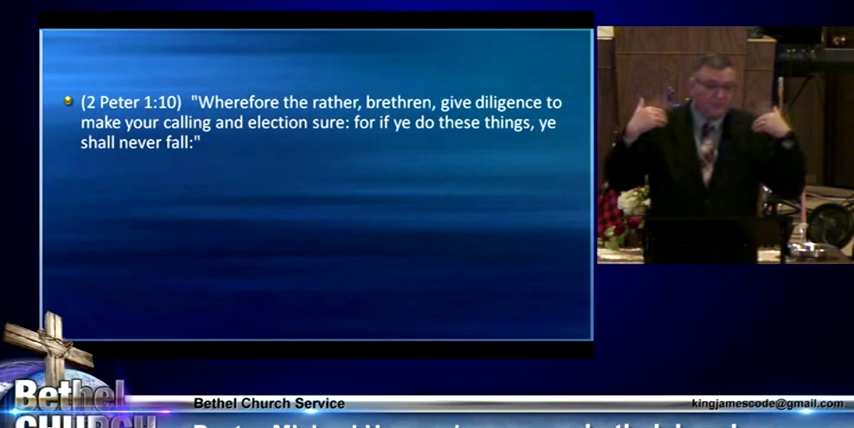 (2 Peter 1:10) "Wherefore the rather, brethren, give diligence to
make your calling and election sure: for if ye do these things, ye
shall never fall:"
Bethel
CHURCH
Bethel Church Service
kingjamescode@gmail.com